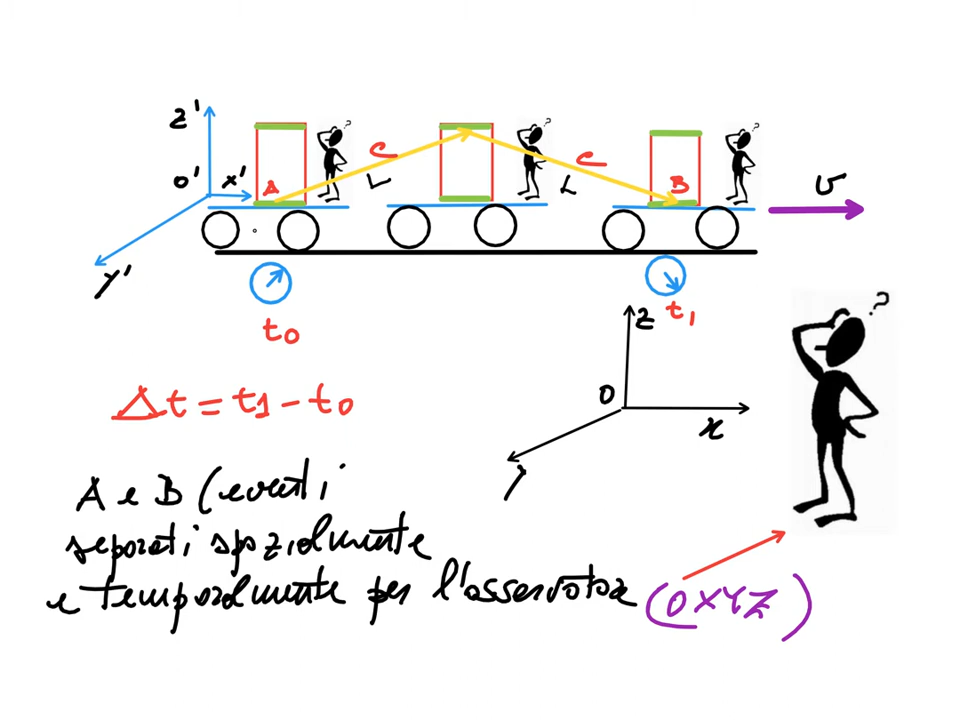 z'
?
?
?
o'
x'
A
c
L
c
L
B
v
y'
t0
t1
z
?
O
x
y
Δt = t1 - t0
A e B (eventi
separati spazialmente
e temporalmente per l'osservatore (OXYZ)